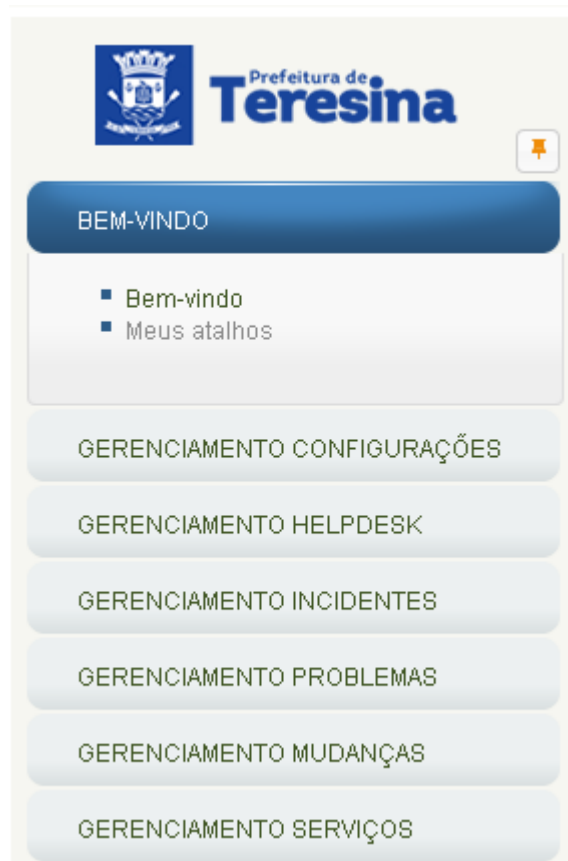 Prefeitura de
Teresina
BEM-VINDO
Bem-vindo
Meus atalhos
GERENCIAMENTO CONFIGURAÇÕES
GERENCIAMENTO HELPDESK
GERENCIAMENTO INCIDENTES
GERENCIAMENTO PROBLEMAS
GERENCIAMENTO MUDANÇAS
GERENCIAMENTO SERVIÇOS